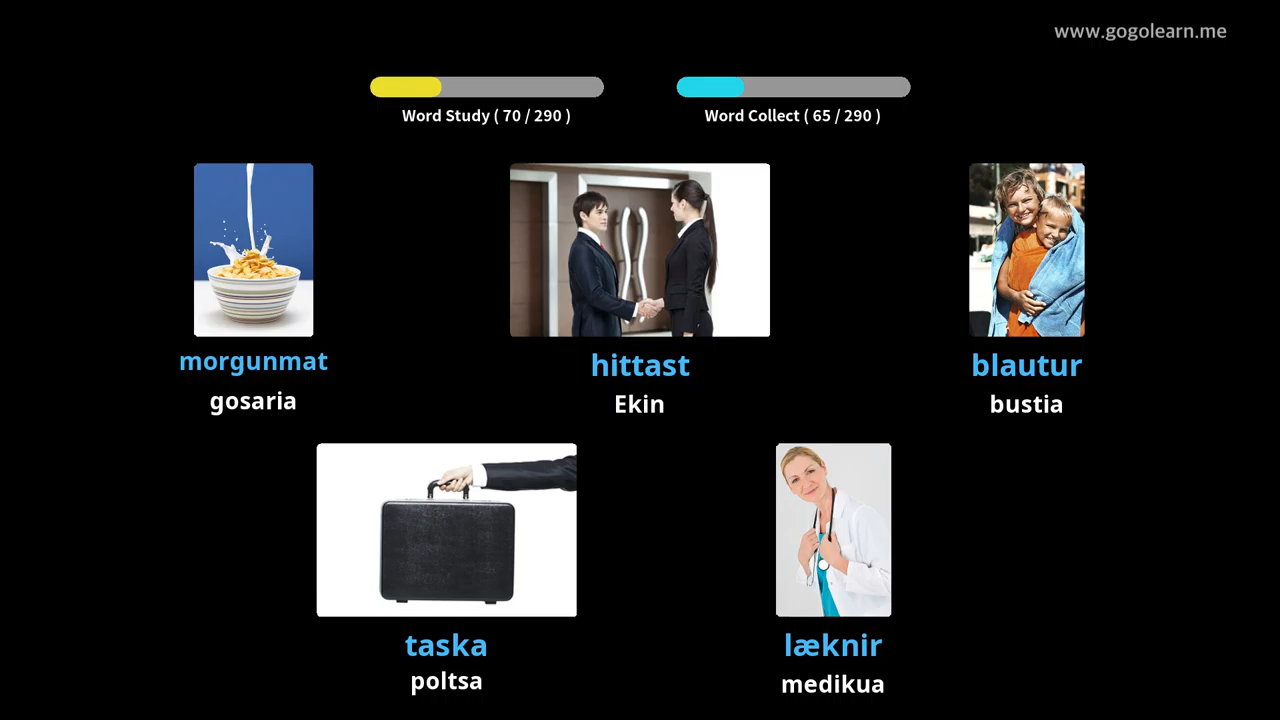 www.gogolearn.me
Word Study ( 70 / 290 )
Word Collect ( 65 / 290 )
morgunmat
gosaria
hittast
Ekin
blautur
bustia
taska
poltsa
læknir
medikua